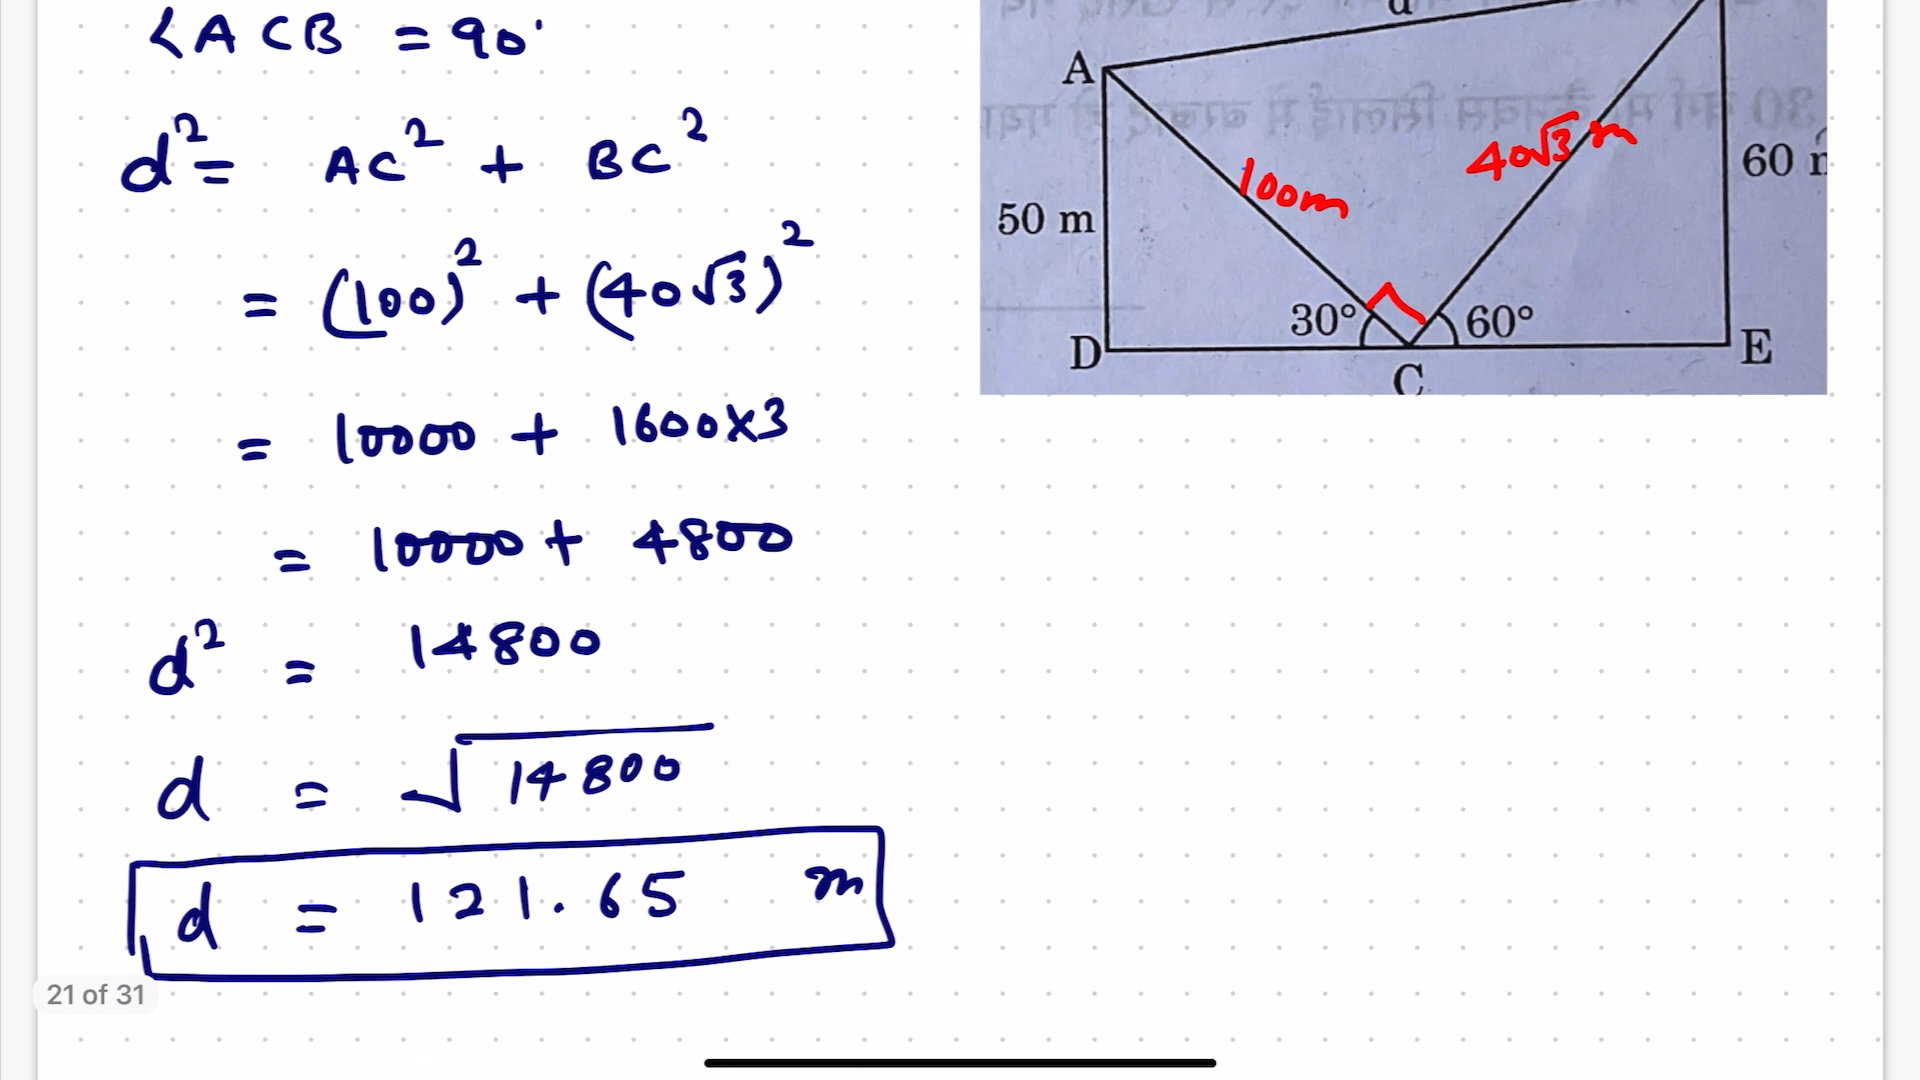 ∠ACB = 90°
d² = AC² + BC²
= (100)² + (40√3)²
= 10000 + 1600×3
= 10000 + 4800
d² = 14800
d = √14800
d = 121.65 m
21 of 31
d
A
100m
40√3 m
60
50 m
30°
60°
D
C
E